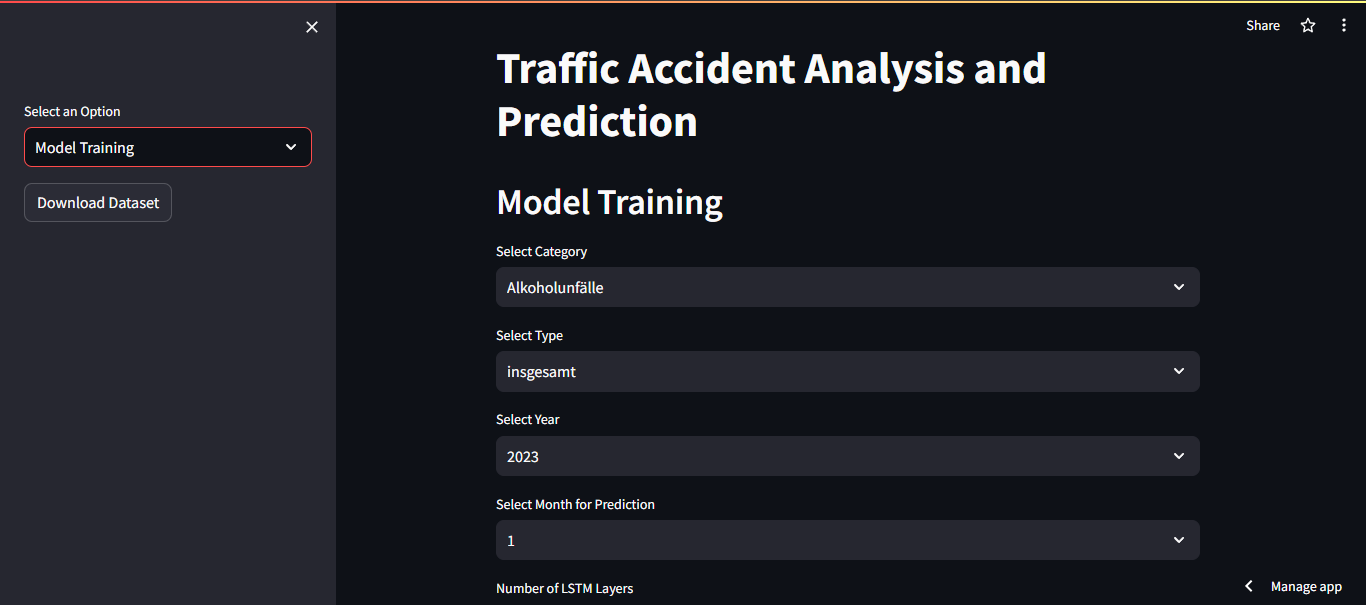 Share
Select an Option
Model Training
Download Dataset
Traffic Accident Analysis and
Prediction
Model Training
Select Category
Alkoholunfälle
Select Type
insgesamt
Select Year
2023
Select Month for Prediction
1
Number of LSTM Layers
Manage app